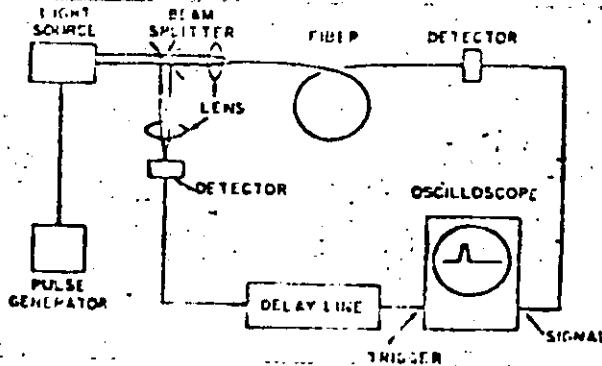 LIGHT
SOURCE
BEAM
SPLITTER
FIBER
DETECTOR
LENS
DETECTOR
OSCILLOSCOPE
PULSE
GENERATOR
DELAY LINE
TRIGGER
SIGNAL